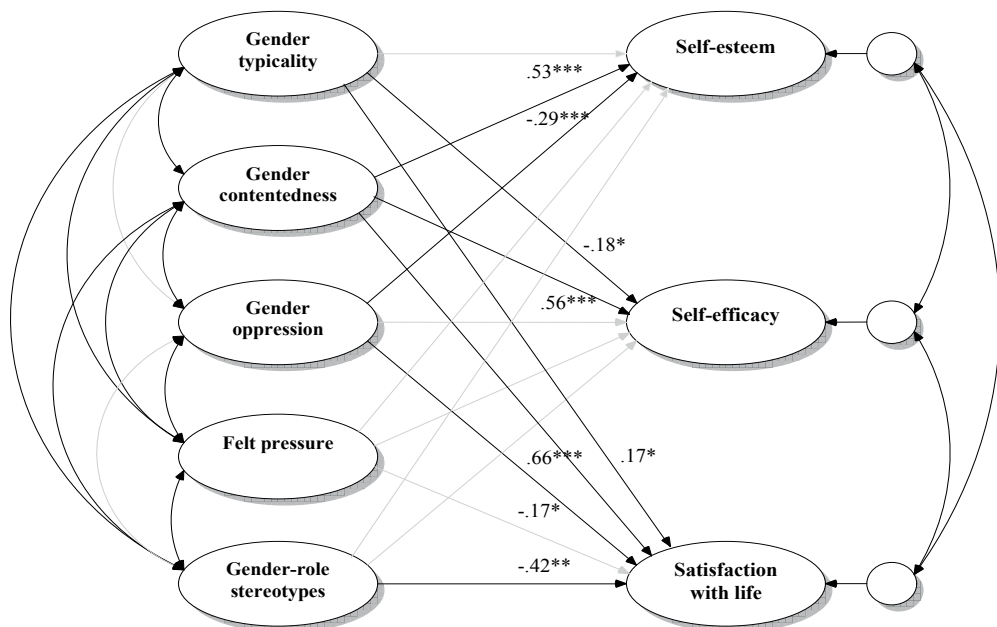 Gender
typicality
Self-esteem
.53***
-.29***
Gender
contentedness
-.18*
.56***
Gender
oppression
Self-efficacy
Felt pressure
.66***
.17*
-.17*
-.42**
Gender-role
stereotypes
Satisfaction
with life